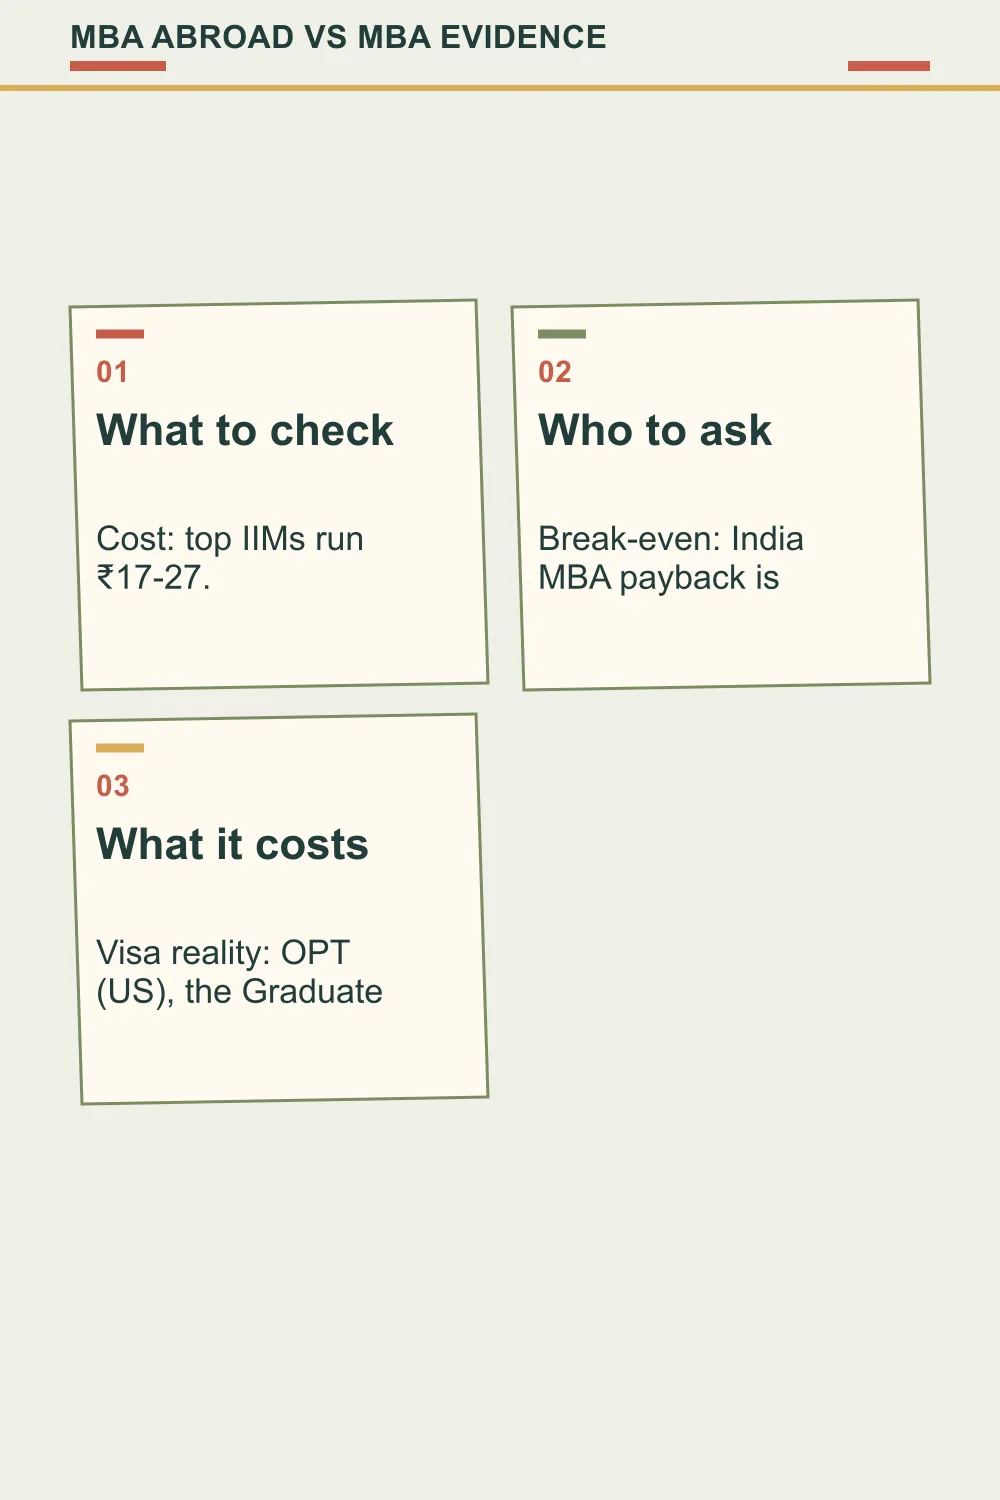 MBA ABROAD VS MBA EVIDENCE
01
What to check
Cost: top IIMs run
₹17-27.
02
Who to ask
Break-even: India
MBA payback is
03
What it costs
Visa reality: OPT
(US), the Graduate